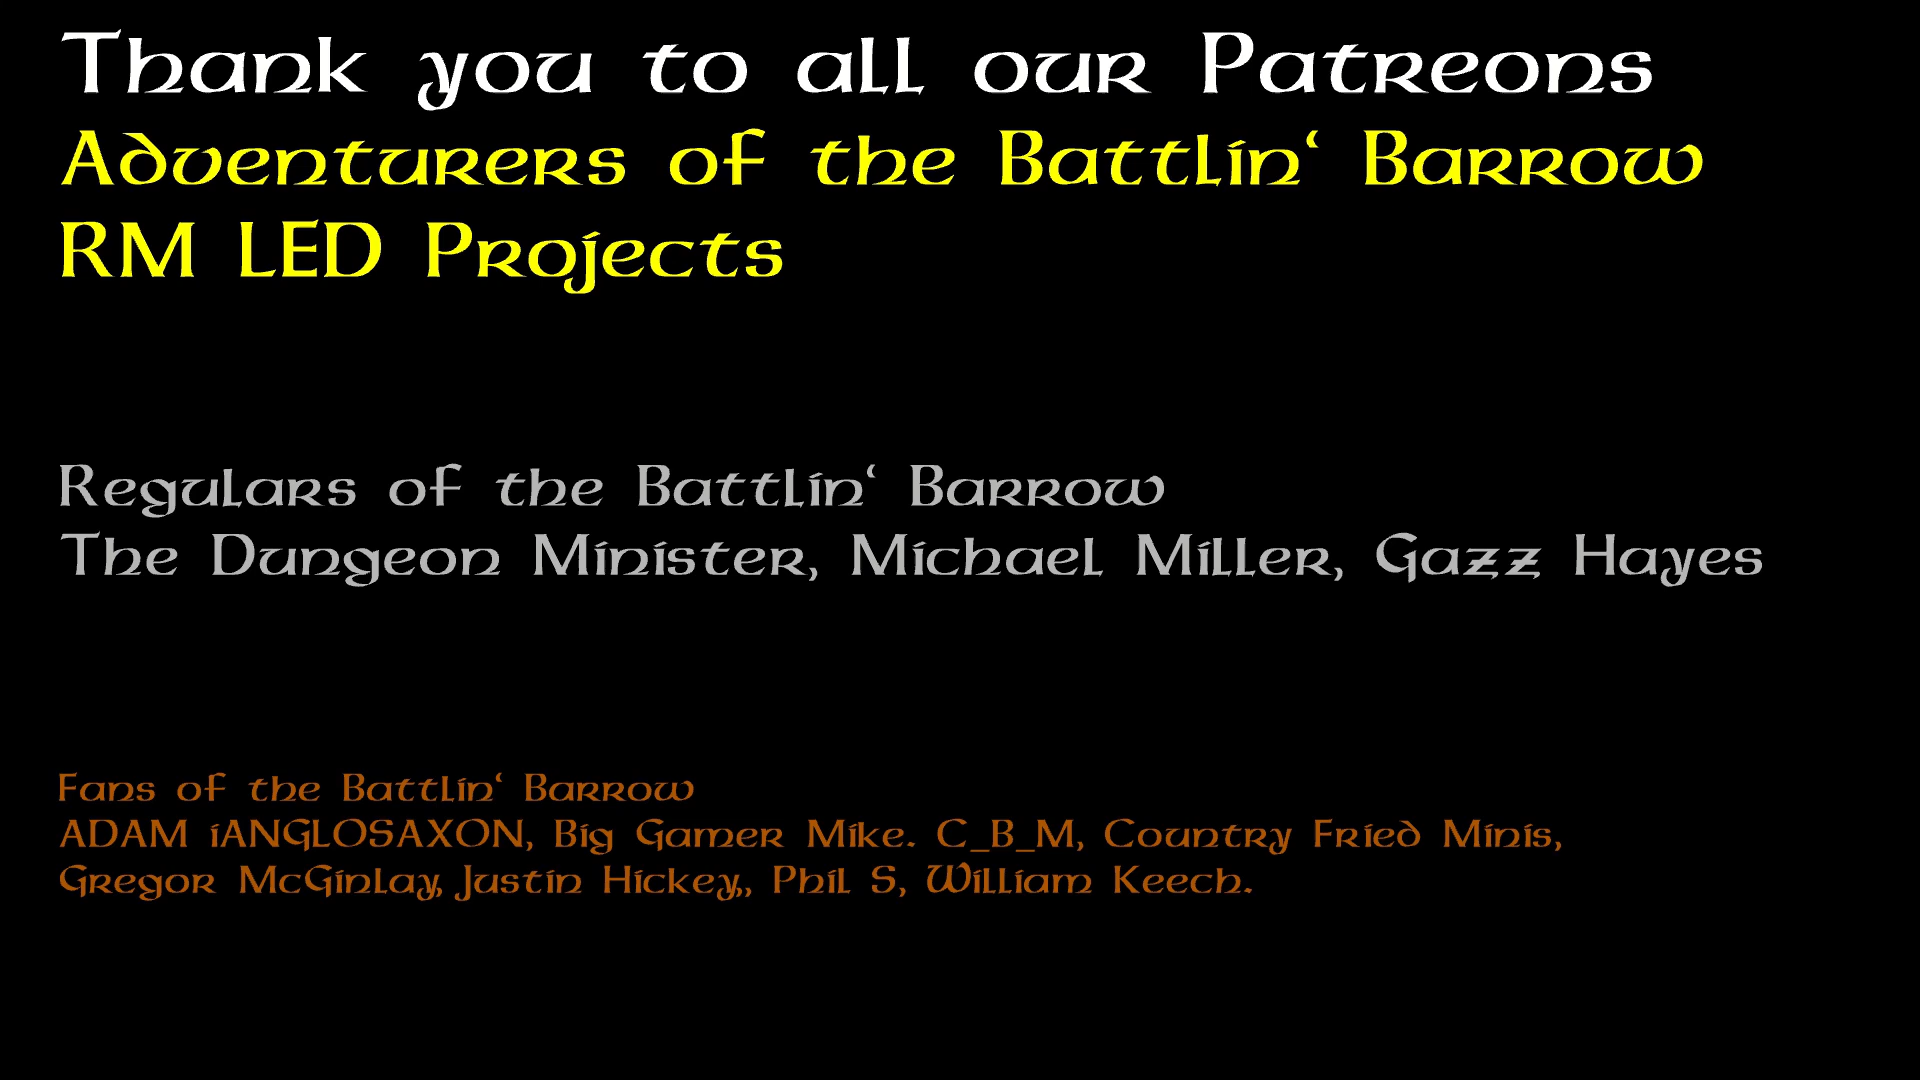 Thank you to all our Patreons
Adventurers of the Battlin‘ Barrow
RM LED Projects
Regulars of the Battlin‘ Barrow
The Dungeon Minister, Michael Miller, Gazz Hayes
Fans of the Battlin‘ Barrow
ADAM iANGLOSAXON, Big Gamer Mike. C_B_M, Country Fried Minis,
Gregor McGinlay, Justin Hickey,, Phil S, William Keech.